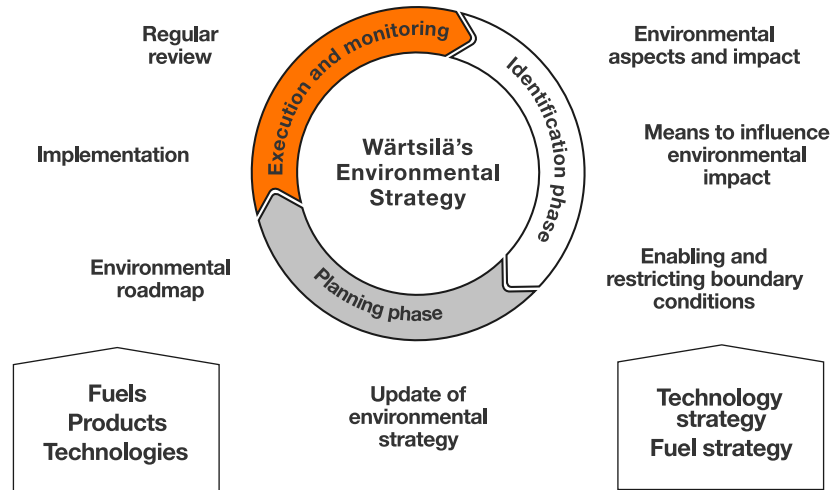 Regular
review
Implementation
Environmental
roadmap
Execution and monitoring
Identification phase
Planning phase
Wärtsilä's
Environmental
Strategy
Environmental
aspects and impact
Means to influence
environmental
impact
Enabling and
restricting boundary
conditions
Fuels
Products
Technologies
Update of
environmental
strategy
Technology
strategy
Fuel strategy